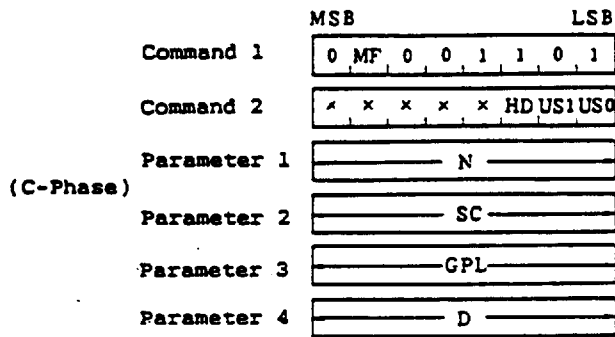 MSB LSB
Command 1 0 MF 0 0 1 1 0 1
Command 2 × × × × × HD US1 US0
Parameter 1 N
(C-Phase)
Parameter 2 SC
Parameter 3 GPL
Parameter 4 D